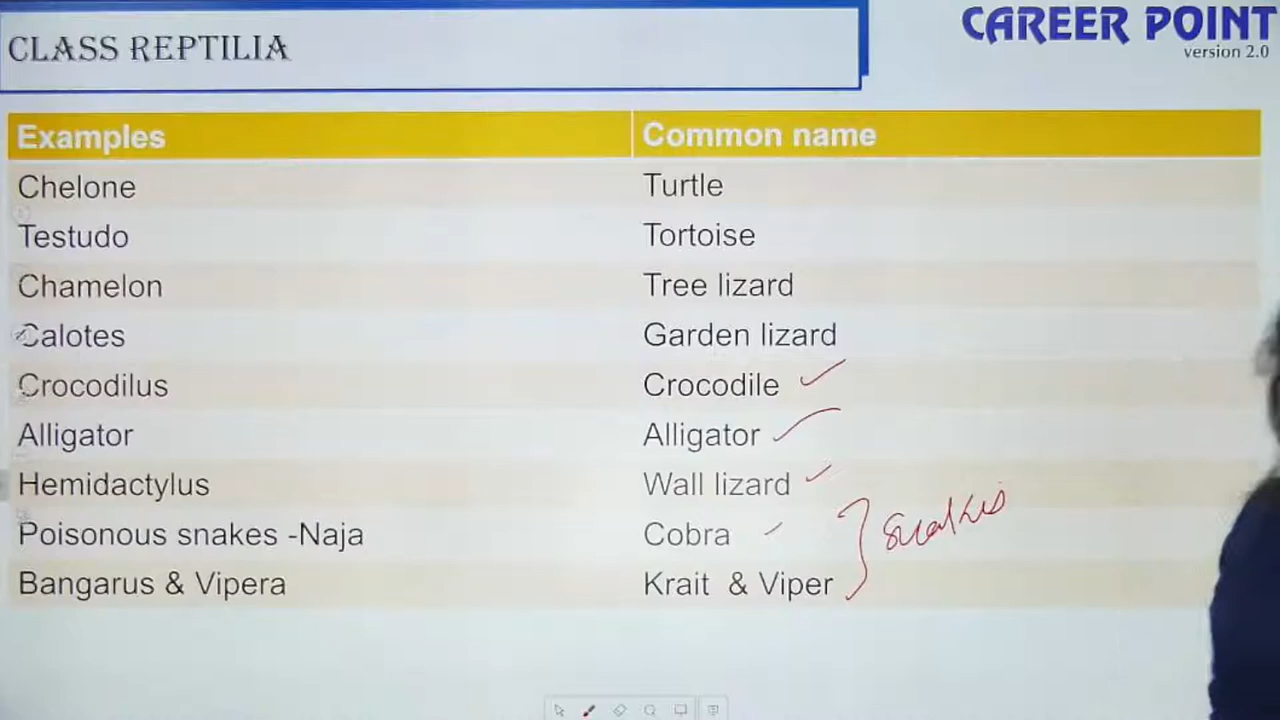 CLASS REPTILIA
CAREER POINT
version 2.0
Examples Common name
Chelone Turtle
Testudo Tortoise
Chamelon Tree lizard
Calotes Garden lizard
Crocodilus Crocodile
Alligator Alligator
Hemidactylus Wall lizard
Poisonous snakes -Naja Cobra
Bangarus & Vipera Krait & Viper
snakes